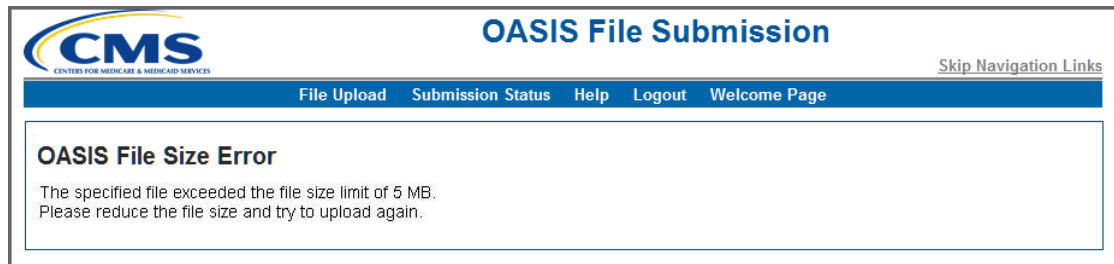 CMS
CENTERS FOR MEDICARE & MEDICAID SERVICES
OASIS File Submission
Skip Navigation Links
File Upload Submission Status Help Logout Welcome Page
OASIS File Size Error
The specified file exceeded the file size limit of 5 MB.
Please reduce the file size and try to upload again.